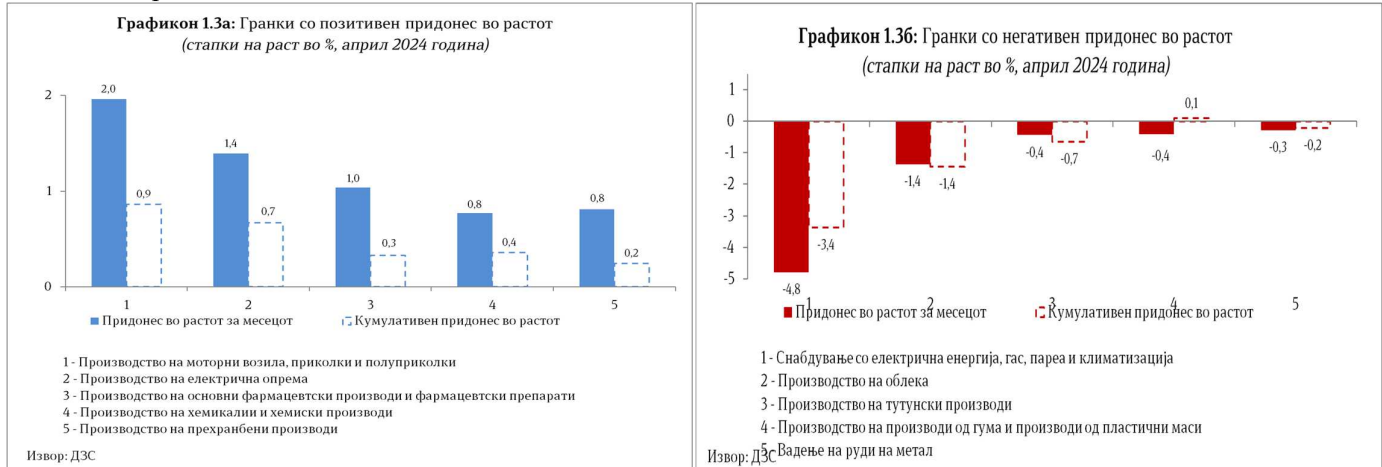 Графикон 1.3а: Гранки со позитивен придонес во растот
(стапки на раст во %, април 2024 година)
2
1
0
2,0
0,9
1,4
0,7
1,0
0,3
0,8
0,4
0,8
0,2
1
2
3
4
5
Придонес во растот за месецот
Кумулативен придонес во растот
1 - Производство на моторни возила, приколки и полуприколки
2 - Производство на електрична опрема
3 - Производство на основни фармацевтски производи и фармацевтски препарати
4 - Производство на хемикалии и хемиски производи
5 - Производство на прехранбени производи
Извор: ДЗС
Графикон 1.3б: Гранки со негативен придонес во растот
(стапки на раст во %, април 2024 година)
1
0
-1
-2
-3
-4
-5
-4,8
-3,4
-1,4
-1,4
-0,4
-0,7
-0,4
0,1
-0,3
-0,2
1
2
3
4
5
Придонес во растот за месецот
Кумулативен придонес во растот
1 - Снабдување со електрична енергија, гас, пареа и климатизација
2 - Производство на облека
3 - Производство на тутунски производи
4 - Производство на производи од гума и производи од пластични маси
5 - Вадење на руди на метал
Извор: ДЗС